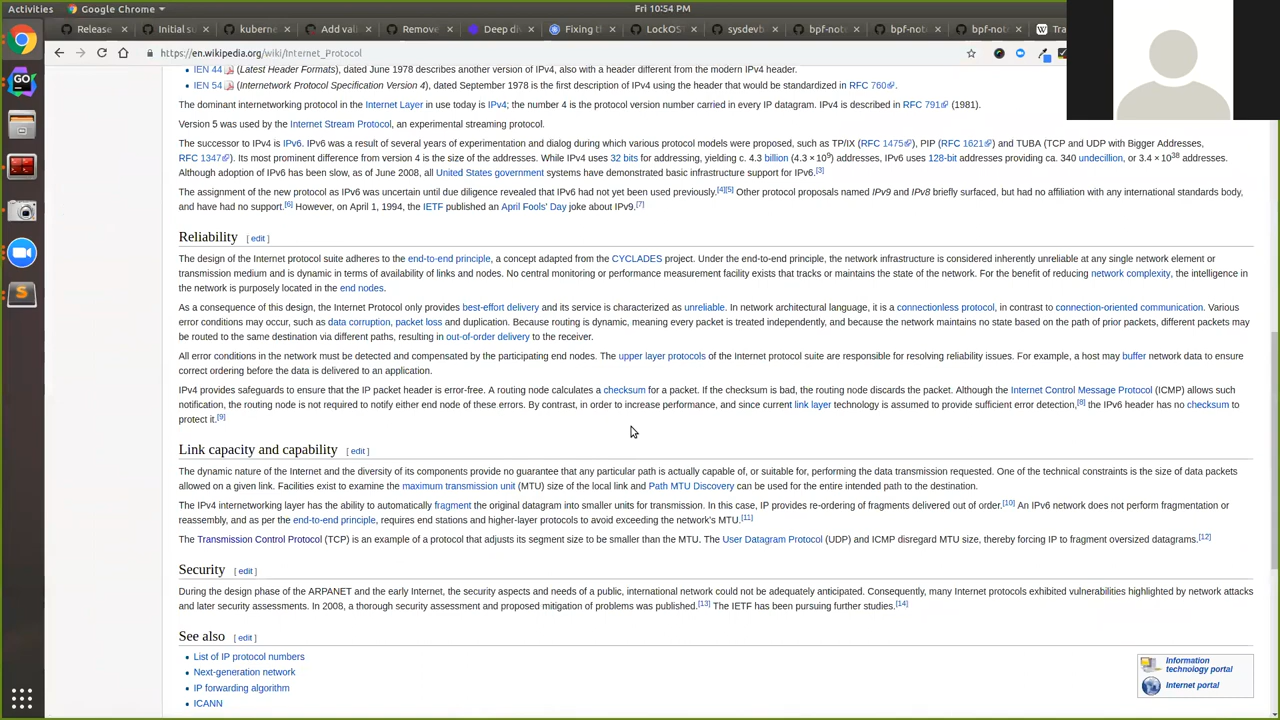 Activities
Google Chrome
Fri 10:54 PM
Release
Initial su
kuberne
Add vali
Remove
Deep di
Fixing th
LockOS
sysdevb
bpf-not
bpf-not
bpf-not
Tra
https://en.wikipedia.org/wiki/Internet_Protocol
IEN 44 (Latest Header Formats), dated June 1978 describes another version of IPv4, also with a header different from the modern IPv4 header.
IEN 54 (Internetwork Protocol Specification Version 4), dated September 1978 is the first description of IPv4 using the header that would be standardized in RFC 760.
The dominant internetworking protocol in the Internet Layer in use today is IPv4; the number 4 is the protocol version number carried in every IP datagram. IPv4 is described in RFC 791 (1981).
Version 5 was used by the Internet Stream Protocol, an experimental streaming protocol.
The successor to IPv4 is IPv6. IPv6 was a result of several years of experimentation and dialog during which various protocol models were proposed, such as TP/IX (RFC 1475), PIP (RFC 1621) and TUBA (TCP and UDP with Bigger Addresses,
RFC 1347). Its most prominent difference from version 4 is the size of the addresses. While IPv4 uses 32 bits for addressing, yielding c. 4.3 billion (4.3 × 10⁹) addresses, IPv6 uses 128-bit addresses providing ca. 340 undecillion, or 3.4 × 10³⁸ addresses.
Although adoption of IPv6 has been slow, as of June 2008, all United States government systems have demonstrated basic infrastructure support for IPv6.[3]
The assignment of the new protocol as IPv6 was uncertain until due diligence revealed that IPv6 had not yet been used previously.[4][5] Other protocol proposals named IPv9 and IPv8 briefly surfaced, but had no affiliation with any international standards body,
and have had no support.[6] However, on April 1, 1994, the IETF published an April Fools' Day joke about IPv9.[7]
Reliability [ edit ]
The design of the Internet protocol suite adheres to the end-to-end principle, a concept adapted from the CYCLADES project. Under the end-to-end principle, the network infrastructure is considered inherently unreliable at any single network element or
transmission medium and is dynamic in terms of availability of links and nodes. No central monitoring or performance measurement facility exists that tracks or maintains the state of the network. For the benefit of reducing network complexity, the intelligence in
the network is purposely located in the end nodes.
As a consequence of this design, the Internet Protocol only provides best-effort delivery and its service is characterized as unreliable. In network architectural language, it is a connectionless protocol, in contrast to connection-oriented communication. Various
error conditions may occur, such as data corruption, packet loss and duplication. Because routing is dynamic, meaning every packet is treated independently, and because the network maintains no state based on the path of prior packets, different packets may
be routed to the same destination via different paths, resulting in out-of-order delivery to the receiver.
All error conditions in the network must be detected and compensated by the participating end nodes. The upper layer protocols of the Internet protocol suite are responsible for resolving reliability issues. For example, a host may buffer network data to ensure
correct ordering before the data is delivered to an application.
IPv4 provides safeguards to ensure that the IP packet header is error-free. A routing node calculates a checksum for a packet. If the checksum is bad, the routing node discards the packet. Although the Internet Control Message Protocol (ICMP) allows such
notification, the routing node is not required to notify either end node of these errors. By contrast, in order to increase performance, and since current link layer technology is assumed to provide sufficient error detection,[8] the IPv6 header has no checksum to
protect it.[9]
Link capacity and capability [ edit ]
The dynamic nature of the Internet and the diversity of its components provide no guarantee that any particular path is actually capable of, or suitable for, performing the data transmission requested. One of the technical constraints is the size of data packets
allowed on a given link. Facilities exist to examine the maximum transmission unit (MTU) size of the local link and Path MTU Discovery can be used for the entire intended path to the destination.
The IPv4 internetworking layer has the ability to automatically fragment the original datagram into smaller units for transmission. In this case, IP provides re-ordering of fragments delivered out of order.[10] An IPv6 network does not perform fragmentation or
reassembly, and as per the end-to-end principle, requires end stations and higher-layer protocols to avoid exceeding the network's MTU.[11]
The Transmission Control Protocol (TCP) is an example of a protocol that adjusts its segment size to be smaller than the MTU. The User Datagram Protocol (UDP) and ICMP disregard MTU size, thereby forcing IP to fragment oversized datagrams.[12]
Security [ edit ]
During the design phase of the ARPANET and the early Internet, the security aspects and needs of a public, international network could not be adequately anticipated. Consequently, many Internet protocols exhibited vulnerabilities highlighted by network attacks
and later security assessments. In 2008, a thorough security assessment and proposed mitigation of problems was published.[13] The IETF has been pursuing further studies.[14]
See also [ edit ]
List of IP protocol numbers
Next-generation network
IP forwarding algorithm
ICANN
Information
technology portal
Internet portal